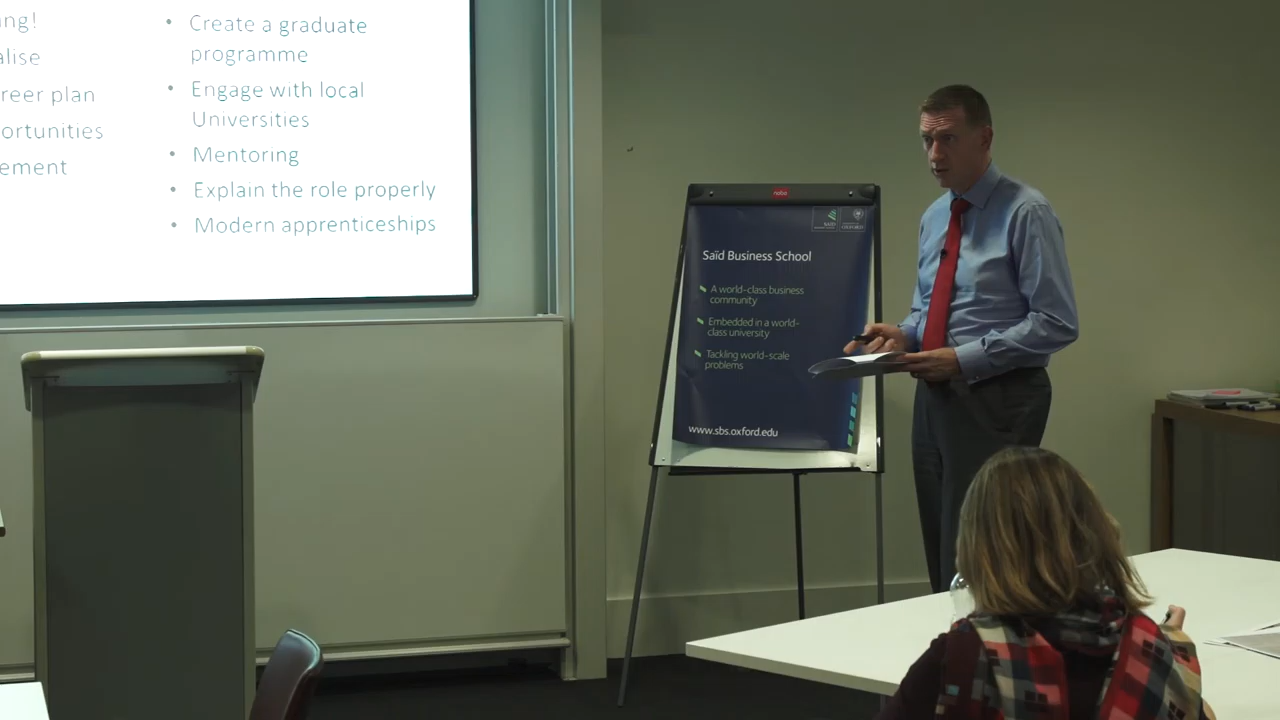 ang!
alise
reer plan
ortunities
ement
• Create a graduate
programme
• Engage with local
Universities
• Mentoring
• Explain the role properly
• Modern apprenticeships
nobo
SAÏD
OXFORD
Saïd Business School
A world-class business
community
Embedded in a world-
class university
Tackling world-scale
problems
www.sbs.oxford.edu